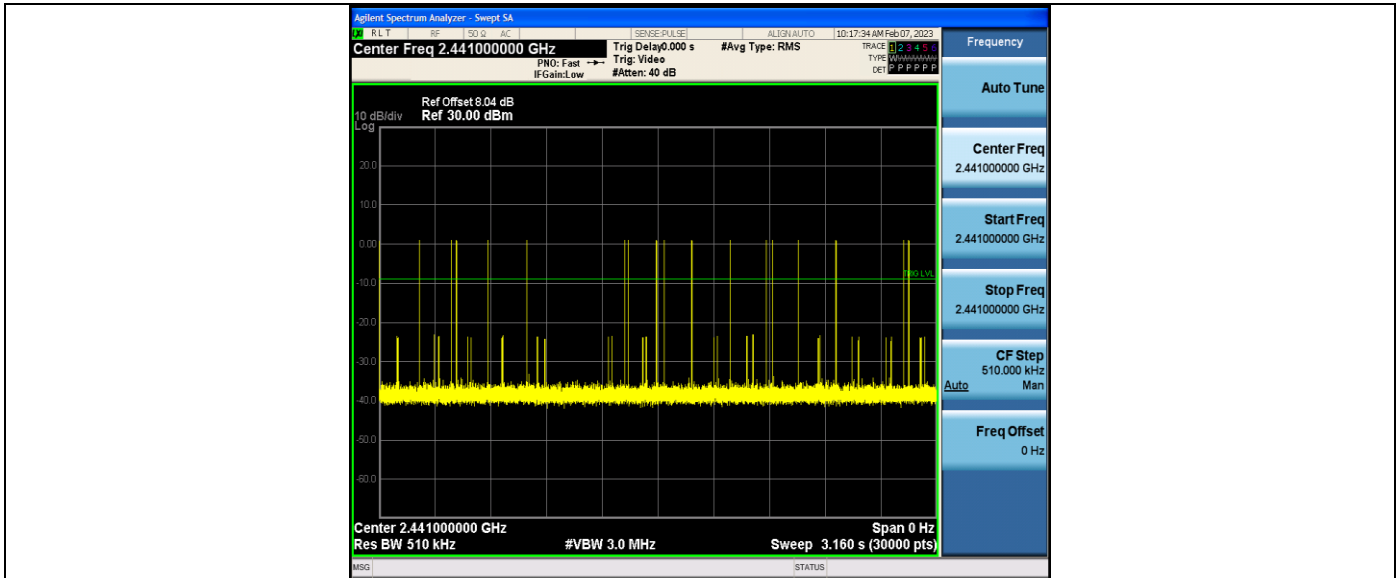 Agilent Spectrum Analyzer - Swept SA
LXI RLT RF 50 Ω AC SENSE:PULSE ALIGN AUTO 10:17:34 AM Feb 07, 2023
Center Freq 2.441000000 GHz
PNO: Fast
IFGain:Low
Trig Delay0.000 s
Trig: Video
#Atten: 40 dB
#Avg Type: RMS
TRACE 1 2 3 4 5 6
TYPE WWWWWW
DET P P P P P P
Ref Offset 8.04 dB
10 dB/div Ref 30.00 dBm
Log
20.0
10.0
0.00
TRIG LVL
-10.0
-20.0
-30.0
-40.0
-50.0
-60.0
Center 2.441000000 GHz Span 0 Hz
Res BW 510 kHz #VBW 3.0 MHz Sweep 3.160 s (30000 pts)
MSG STATUS
Frequency
Auto Tune
Center Freq
2.441000000 GHz
Start Freq
2.441000000 GHz
Stop Freq
2.441000000 GHz
CF Step
510.000 kHz
Auto Man
Freq Offset
0 Hz